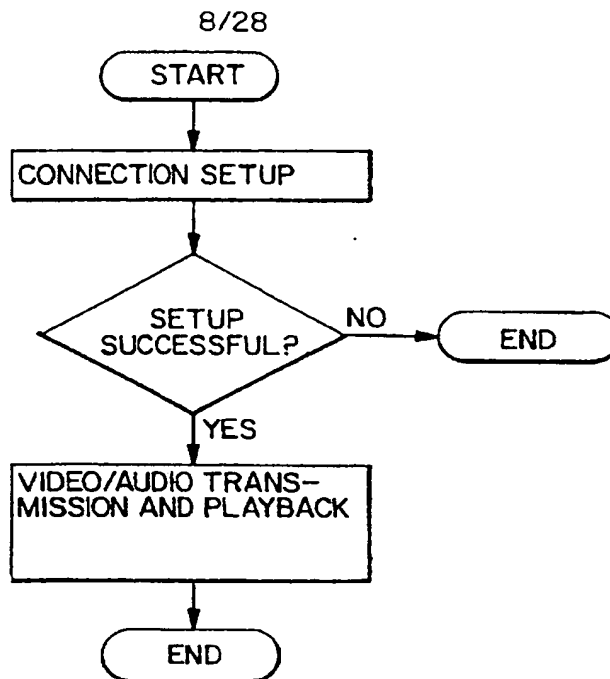 8/28
START
CONNECTION SETUP
SETUP
SUCCESSFUL?
NO
END
YES
VIDEO/AUDIO TRANS-
MISSION AND PLAYBACK
END